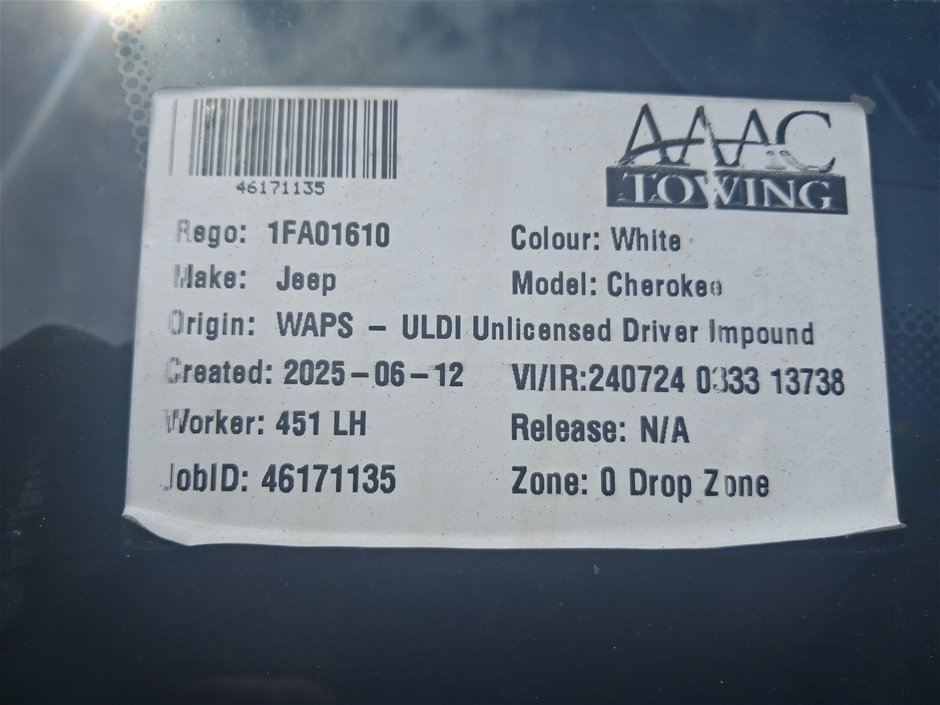 46171135
AAAC
TOWING
Rego: 1FA01610
Colour: White
Make: Jeep
Model: Cherokee
Origin: WAPS - ULDI Unlicensed Driver Impound
Created: 2025-06-12
VI/IR:240724 0333 13738
Worker: 451 LH
Release: N/A
JobID: 46171135
Zone: 0 Drop Zone